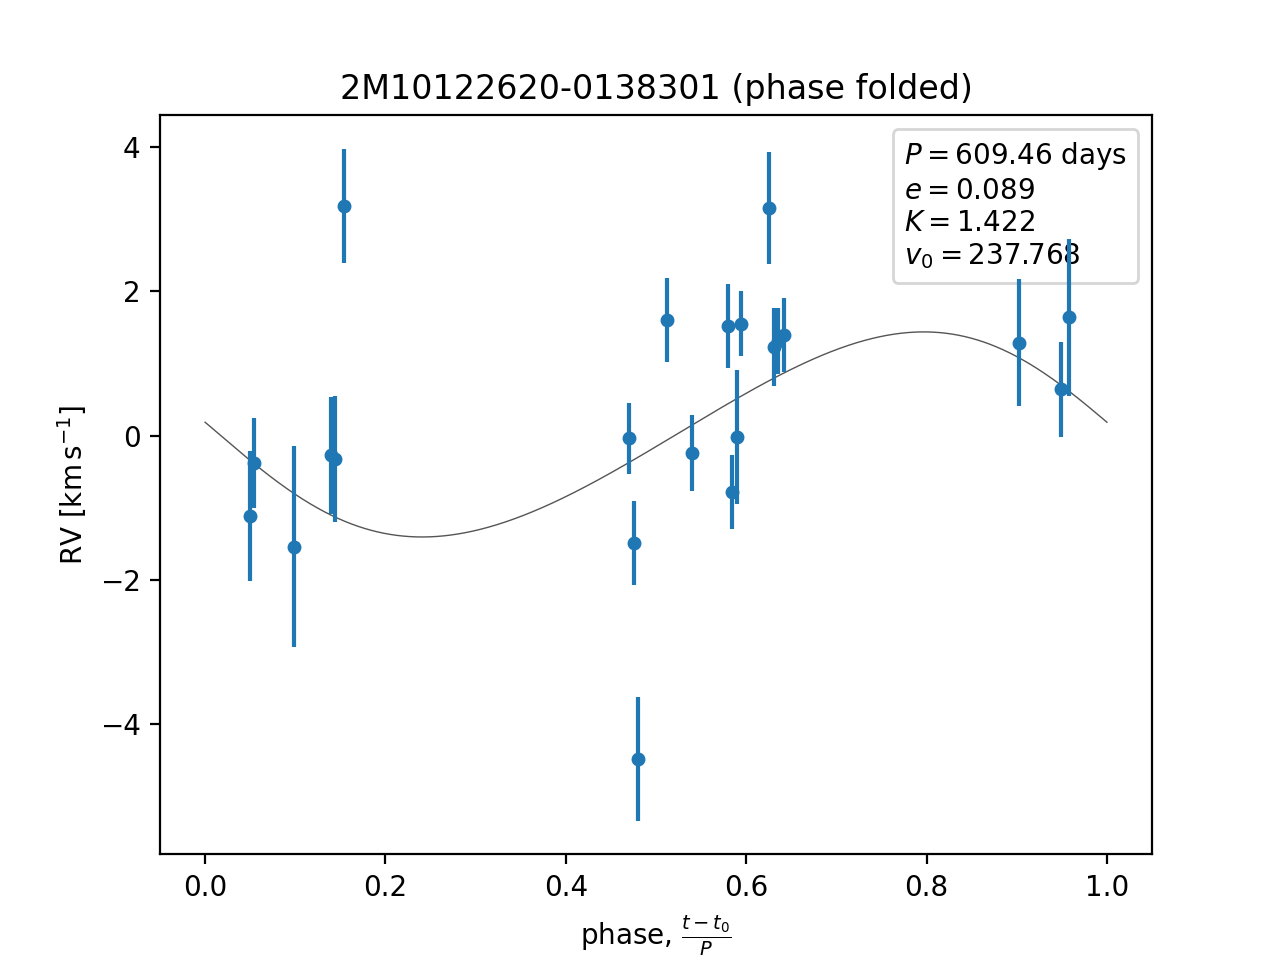 2M10122620-0138301 (phase folded)
P = 609.46 days
e = 0.089
K = 1.422
v₀ = 237.768
4
2
0
−2
−4
RV [km s⁻¹]
0.0 0.2 0.4 0.6 0.8 1.0
phase, (t − t₀)/P